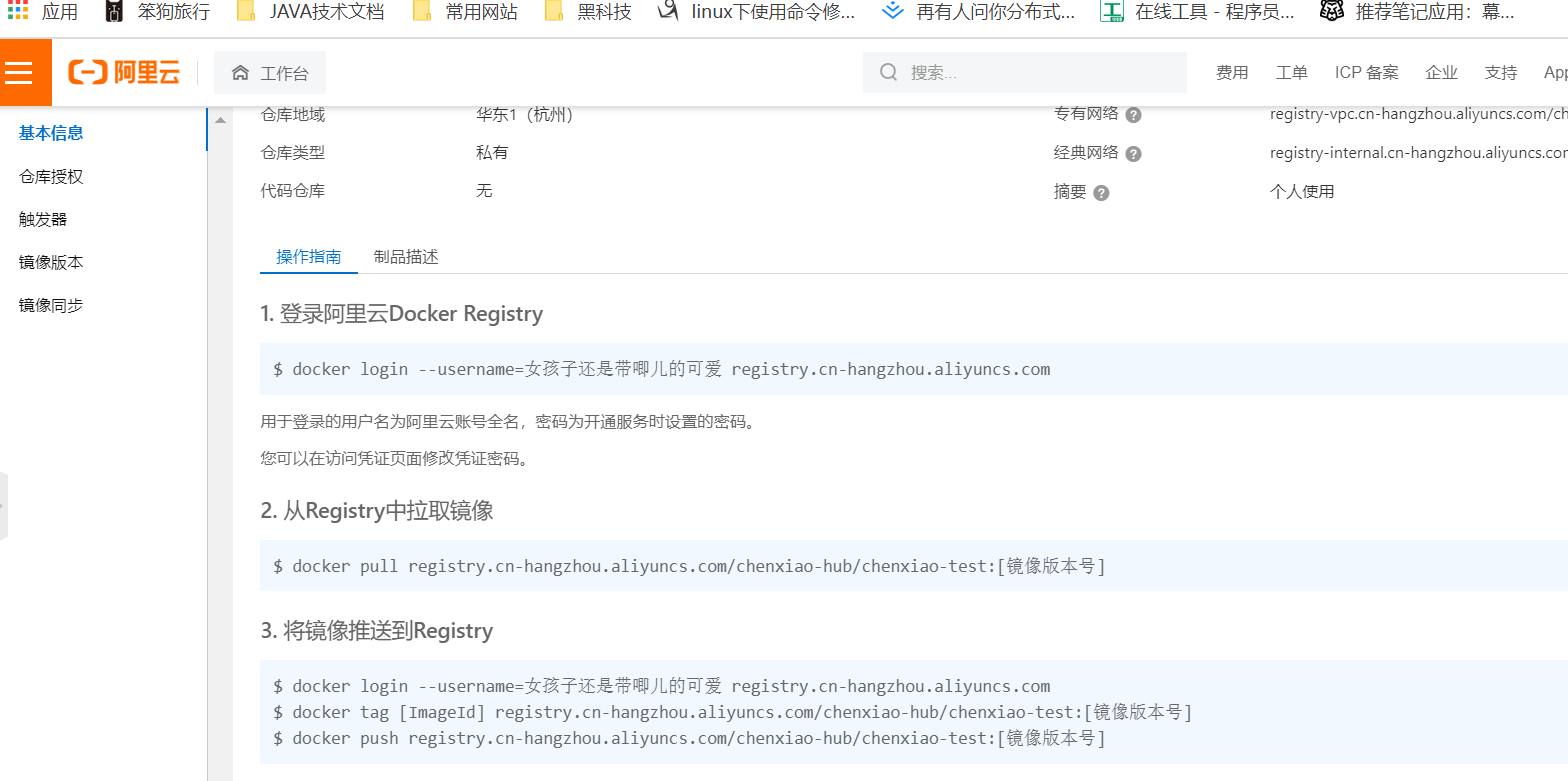 应用 笨狗旅行 JAVA技术文档 常用网站 黑科技 linux下使用命令修... 再有人问你分布式... 在线工具 - 程序员... 推荐笔记应用：幕...
阿里云 工作台 搜索... 费用 工单 ICP 备案 企业 支持 App
基本信息
仓库授权
触发器
镜像版本
镜像同步
仓库地域 华东1（杭州） 专有网络 registry-vpc.cn-hangzhou.aliyuncs.com/ch
仓库类型 私有 经典网络 registry-internal.cn-hangzhou.aliyuncs.com
代码仓库 无 摘要 个人使用
操作指南 制品描述
1. 登录阿里云Docker Registry
$ docker login --username=女孩子还是带唧儿的可爱 registry.cn-hangzhou.aliyuncs.com
用于登录的用户名为阿里云账号全名，密码为开通服务时设置的密码。
您可以在访问凭证页面修改凭证密码。
2. 从Registry中拉取镜像
$ docker pull registry.cn-hangzhou.aliyuncs.com/chenxiao-hub/chenxiao-test:[镜像版本号]
3. 将镜像推送到Registry
$ docker login --username=女孩子还是带唧儿的可爱 registry.cn-hangzhou.aliyuncs.com
$ docker tag [ImageId] registry.cn-hangzhou.aliyuncs.com/chenxiao-hub/chenxiao-test:[镜像版本号]
$ docker push registry.cn-hangzhou.aliyuncs.com/chenxiao-hub/chenxiao-test:[镜像版本号]